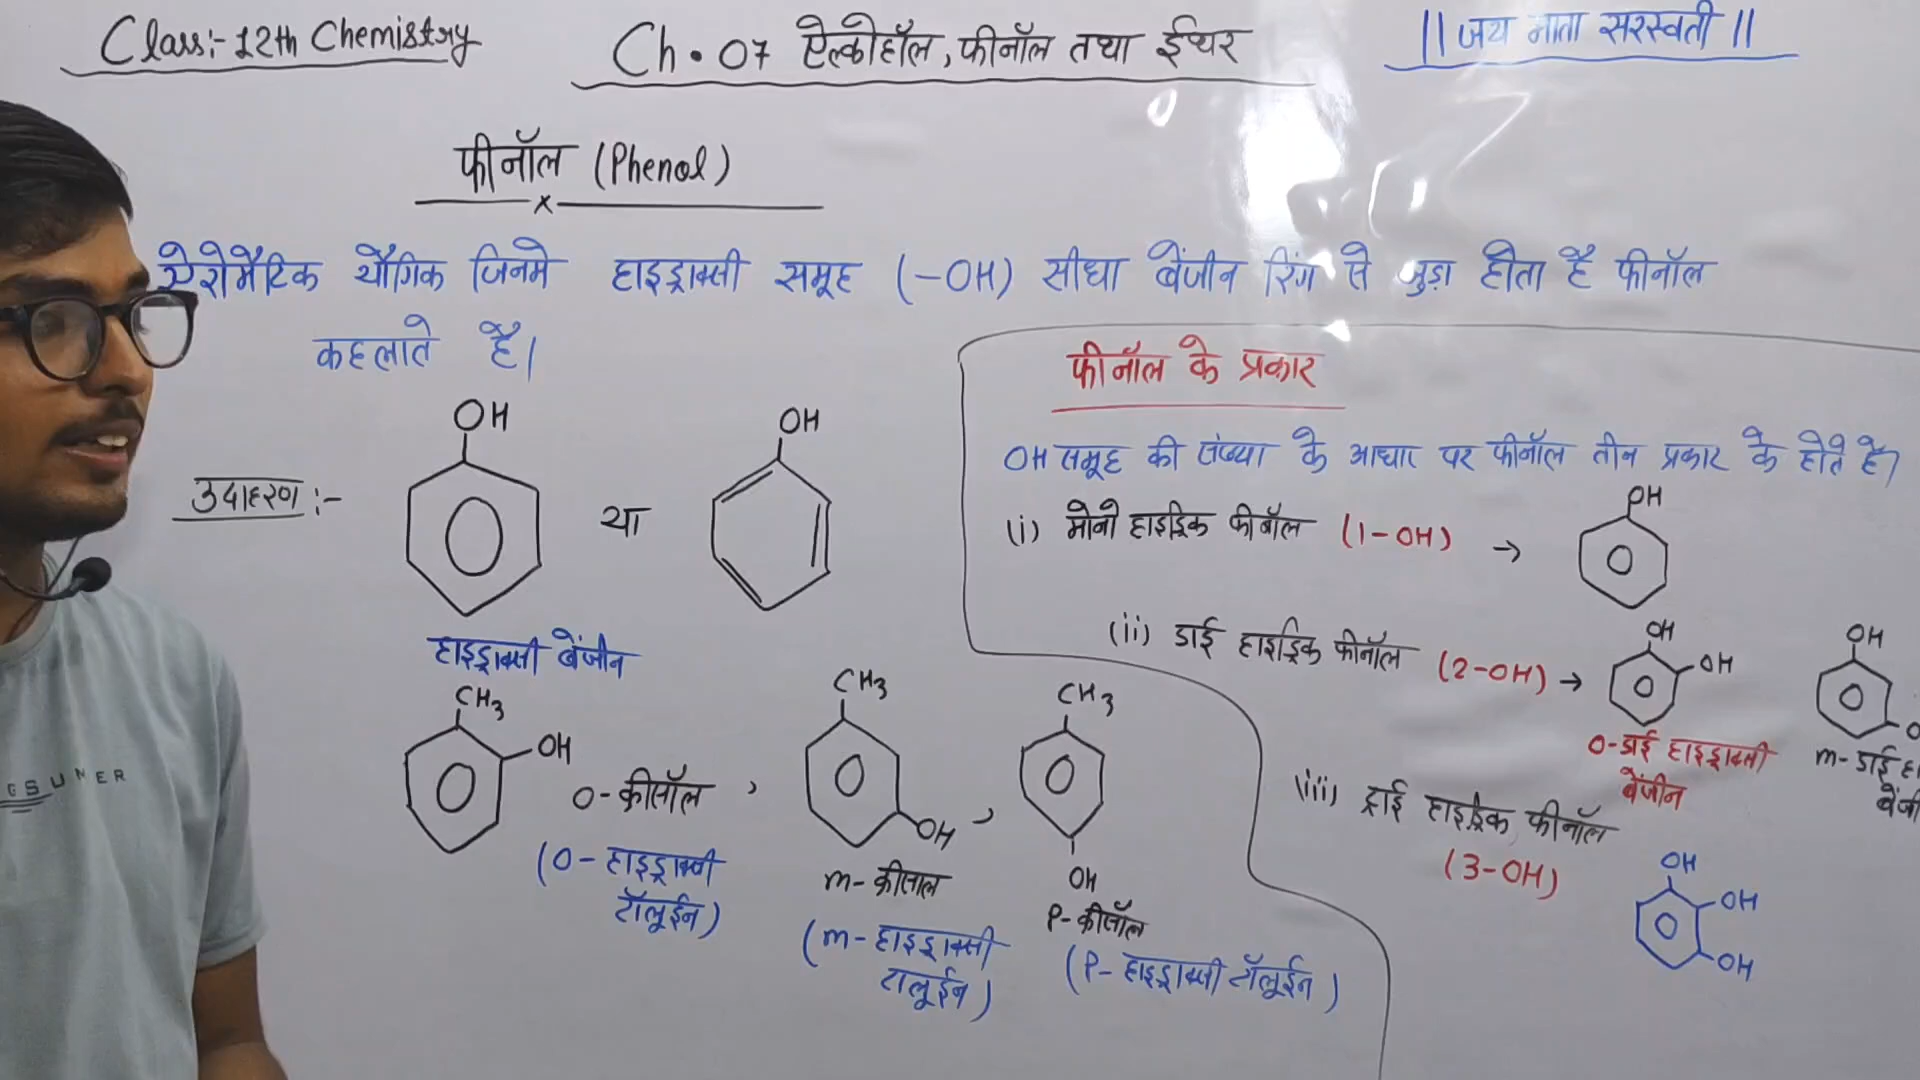 Class:- 12th Chemistry
Ch. 07 ऐल्कोहॉल, फीनॉल तथा ईथर
|| जय माता सरस्वती ||
फीनॉल (Phenol)
x
ऐरोमैटिक यौगिक जिनमे हाइड्राक्सी समूह (-OH) सीधा बेंजीन रिंग से जुड़ा होता है फीनॉल
कहलाते है।
उदाहरण :-
OH
या
OH
हाइड्राक्सी बेंजीन
CH3
OH
O-क्रीसॉल ,
(O- हाइड्राक्सी
टॉलूईन)
CH3
OH ,
m-क्रीसाल
(m-हाइड्राक्सी
टालूईन)
CH3
OH
P-क्रीसॉल
(P- हाइड्राक्सी टॉलूईन)
फीनॉल के प्रकार
OH समूह की संख्या के आधार पर फीनॉल तीन प्रकार के होते है।
(i) मोनो हाइड्रिक फीनॉल (1-OH) →
OH
(ii) डाई हाइड्रिक फीनॉल (2-OH) →
OH
OH
O-डाई हाइड्राक्सी
बेंजीन
OH
m-डाई
(iii) ट्राई हाइड्रिक फीनॉल
(3-OH)
OH
OH
OH
GSUNER